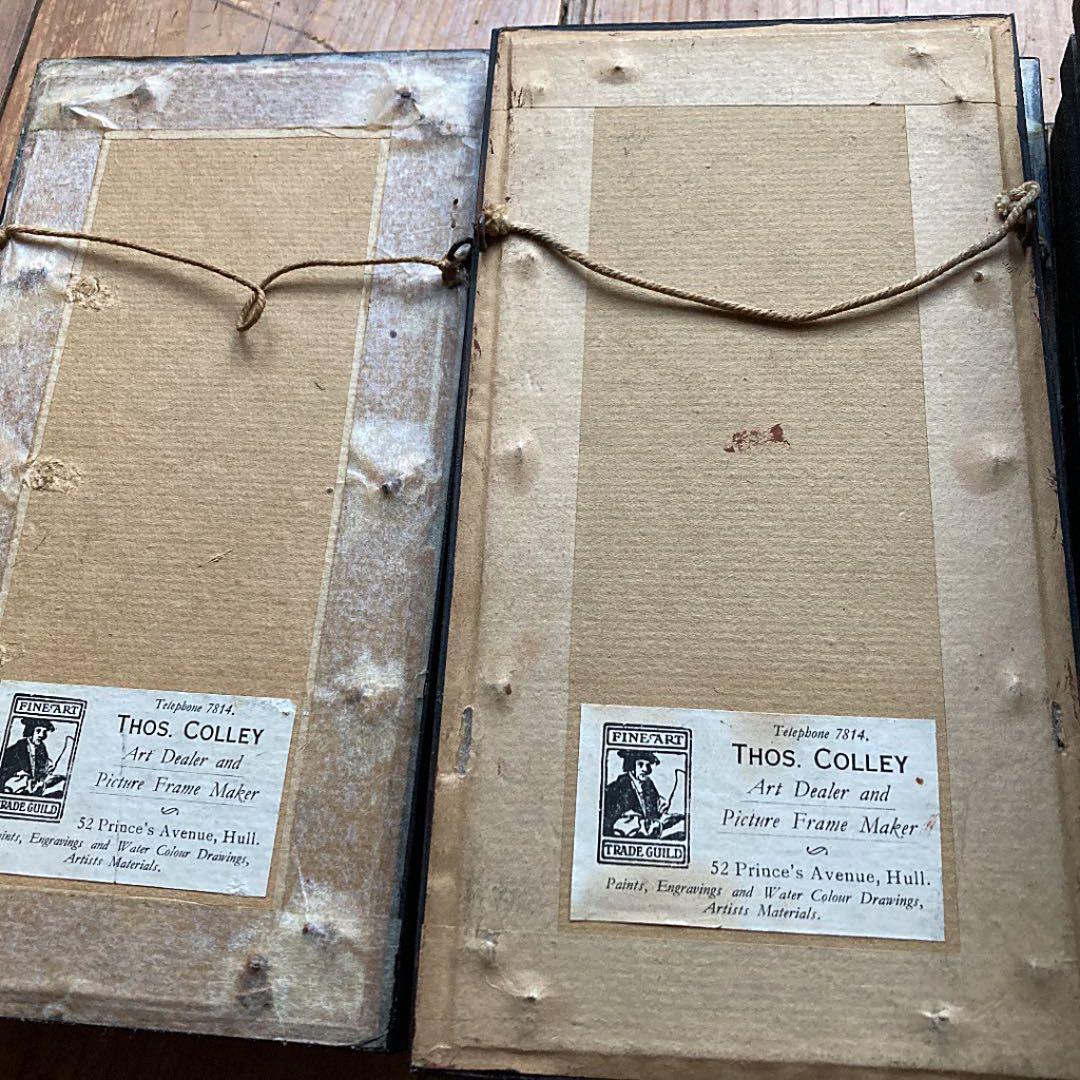 FINE ART
TRADE GUILD
Telephone 7814.
THOS. COLLEY
Art Dealer and
Picture Frame Maker
52 Prince's Avenue, Hull.
Engravings and Water Colour Drawings,
Artists Materials.
FINE ART
TRADE GUILD
Telephone 7814.
THOS. COLLEY
Art Dealer and
Picture Frame Maker
52 Prince's Avenue, Hull.
Paints, Engravings and Water Colour Drawings,
Artists Materials.